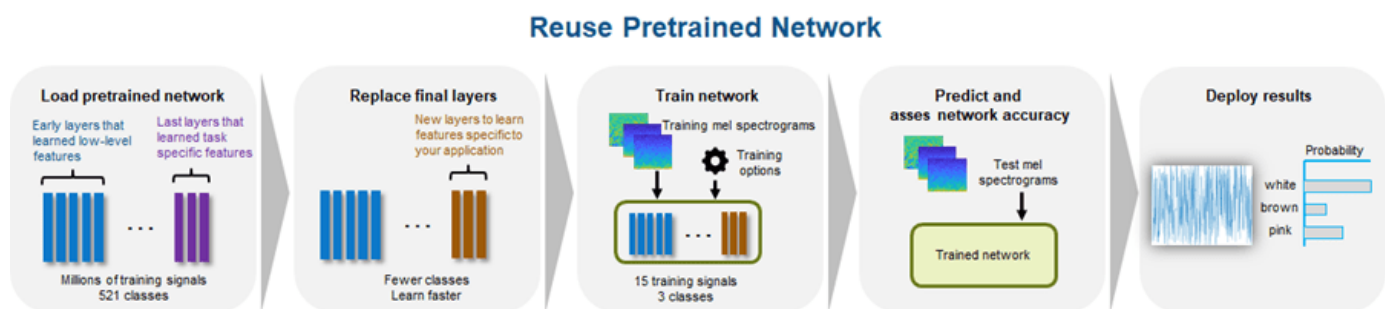 Reuse Pretrained Network
Load pretrained network
Early layers that
learned low-level
features
Last layers that
learned task
specific features
. . .
Millions of training signals
521 classes
Replace final layers
New layers to learn
features specificto
your application
. . .
Fewer classes
Learn faster
Train network
Training mel spectrograms
Training
options
. . .
15 training signals
3 classes
Predict and
asses network accuracy
Test mel
spectrograms
Trained network
Deploy results
Probability
white
brown
pink